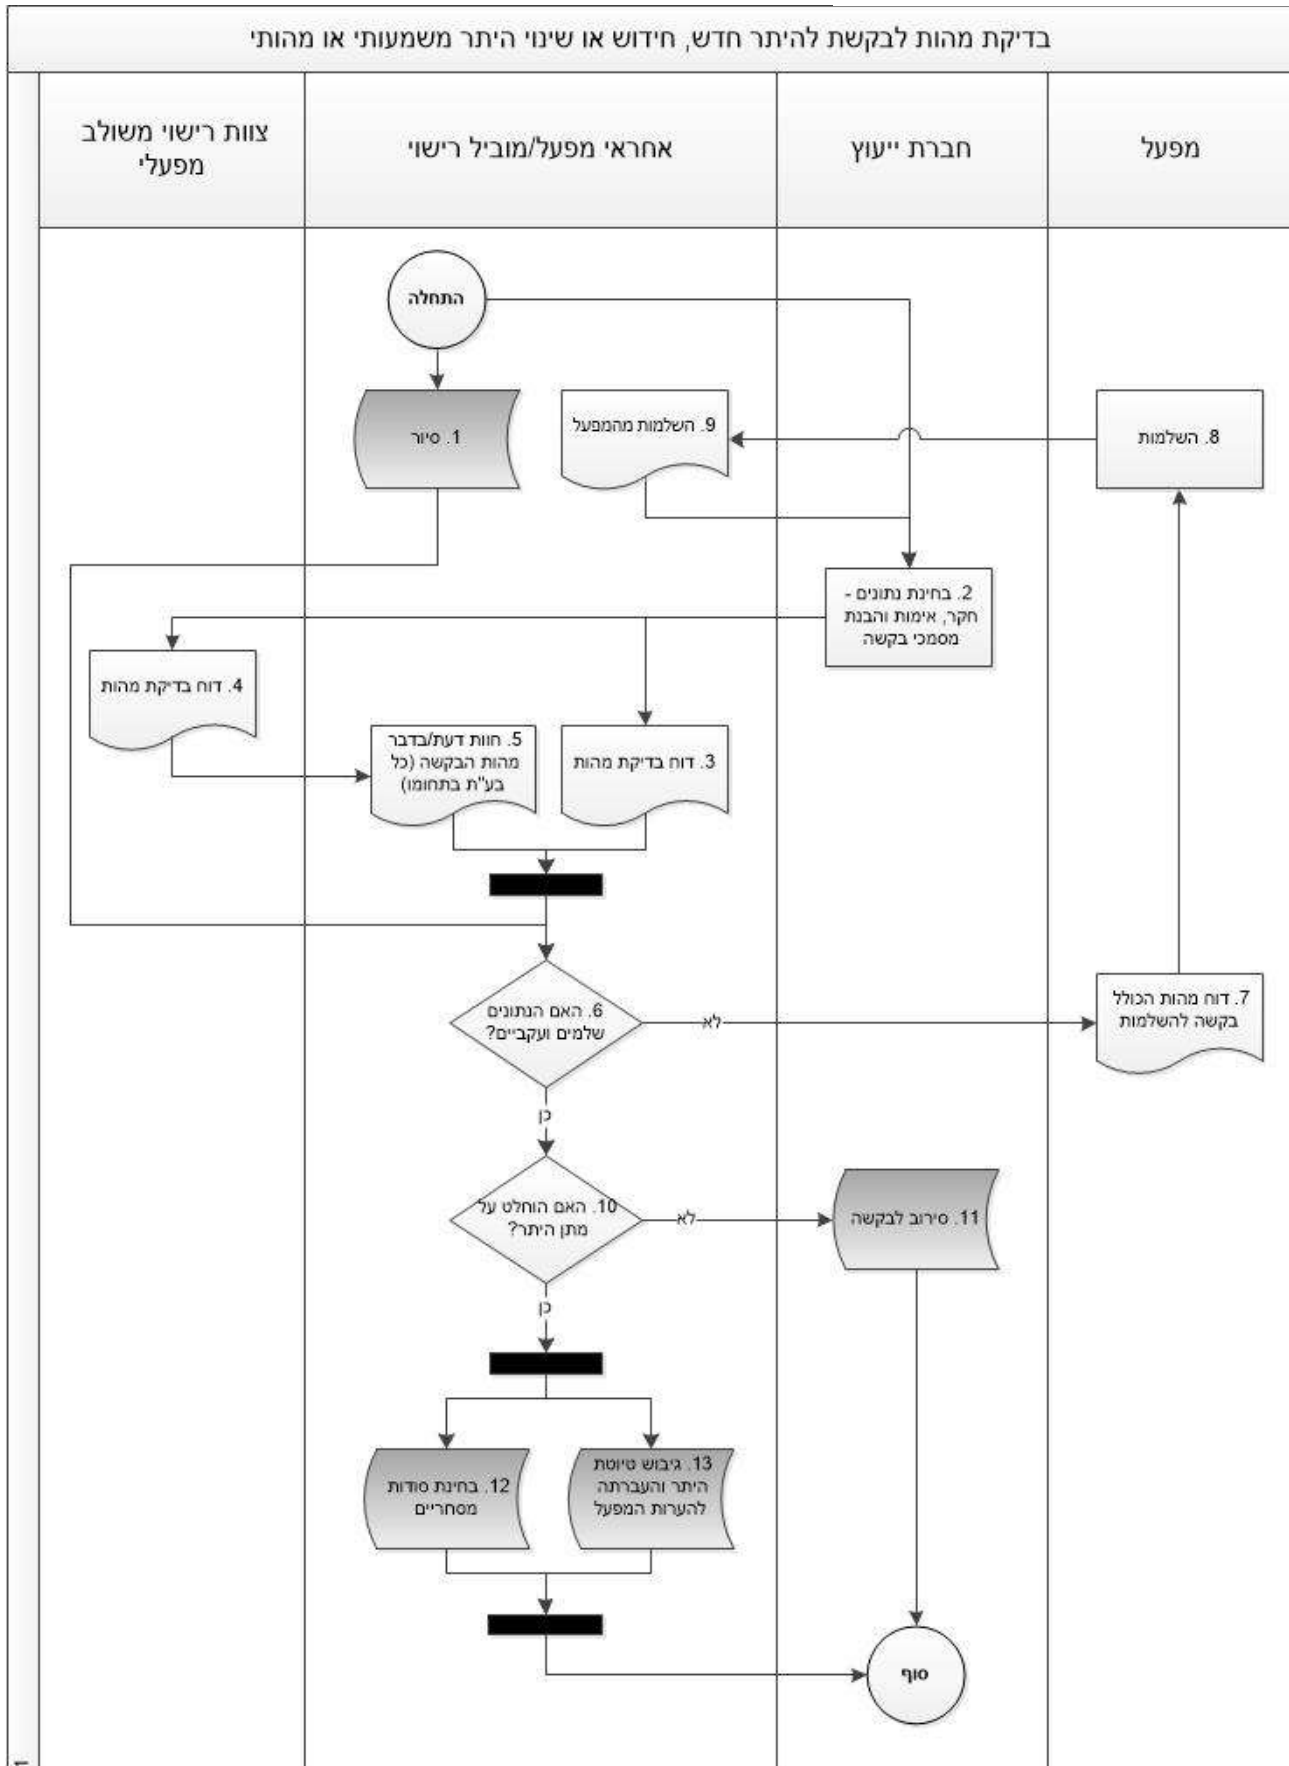 בדיקת מהות לבקשת להיתר חדש, חידוש או שינוי היתר משמעותי או מהותי
מפעל
חברת ייעוץ
אחראי מפעל/מוביל רישוי
צוות רישוי משולב
מפעלי
התחלה
8. השלמות
9. השלמות מהמפעל
1. סיור
2. בחינת נתונים -
חקר, אימות והבנת
מסמכי בקשה
4. דוח בדיקת מהות
3. דוח בדיקת מהות
5. חוות דעת/בדבר
מהות הבקשה (כל
בע"ת בתחומו)
6. האם הנתונים
שלמים ועקביים?
לא
7. דוח מהות הכולל
בקשה להשלמות
כן
10. האם הוחלט על
מתן היתר?
לא
11. סירוב לבקשה
כן
13. גיבוש טיוטת
היתר והעברתה
להערות המפעל
12. בחינת סודות
מסחריים
סוף